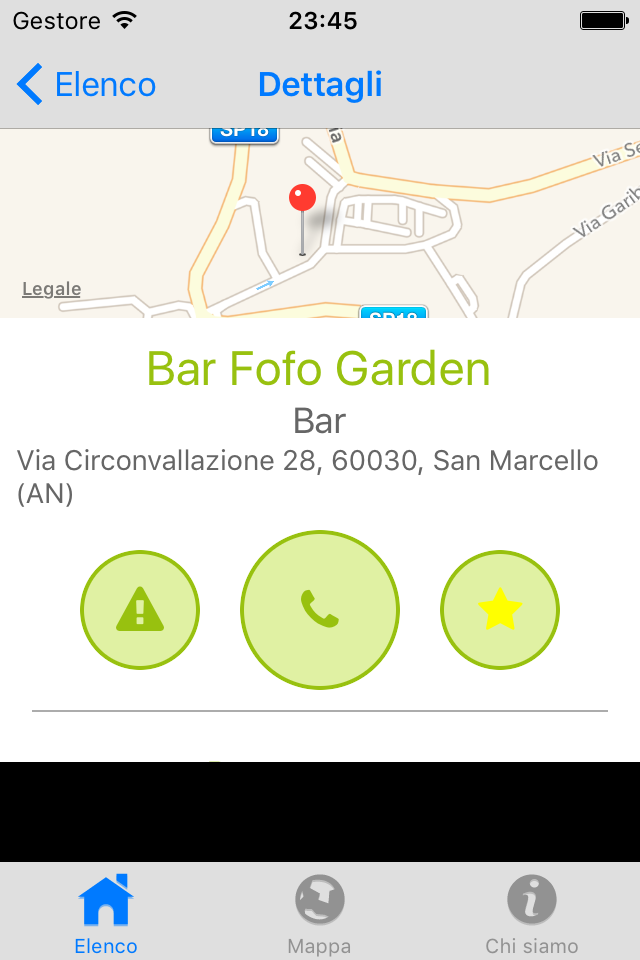 Gestore 23:45
Elenco Dettagli
SP18
Via Se
Via Garib
Legale
SP18
Bar Fofo Garden
Bar
Via Circonvallazione 28, 60030, San Marcello
(AN)
Elenco Mappa Chi siamo